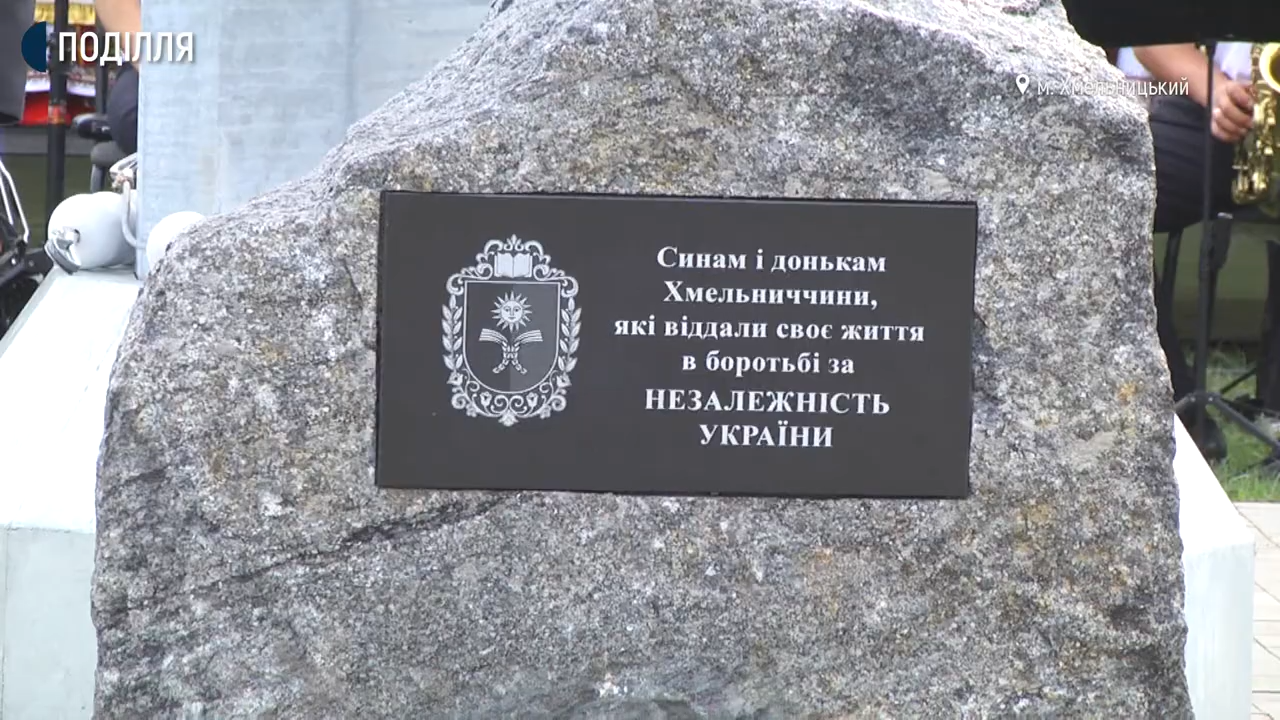 ПОДІЛЛЯ
м. Хмельницький
Синам і донькам
Хмельниччини,
які віддали своє життя
в боротьбі за
НЕЗАЛЕЖНІСТЬ
УКРАЇНИ